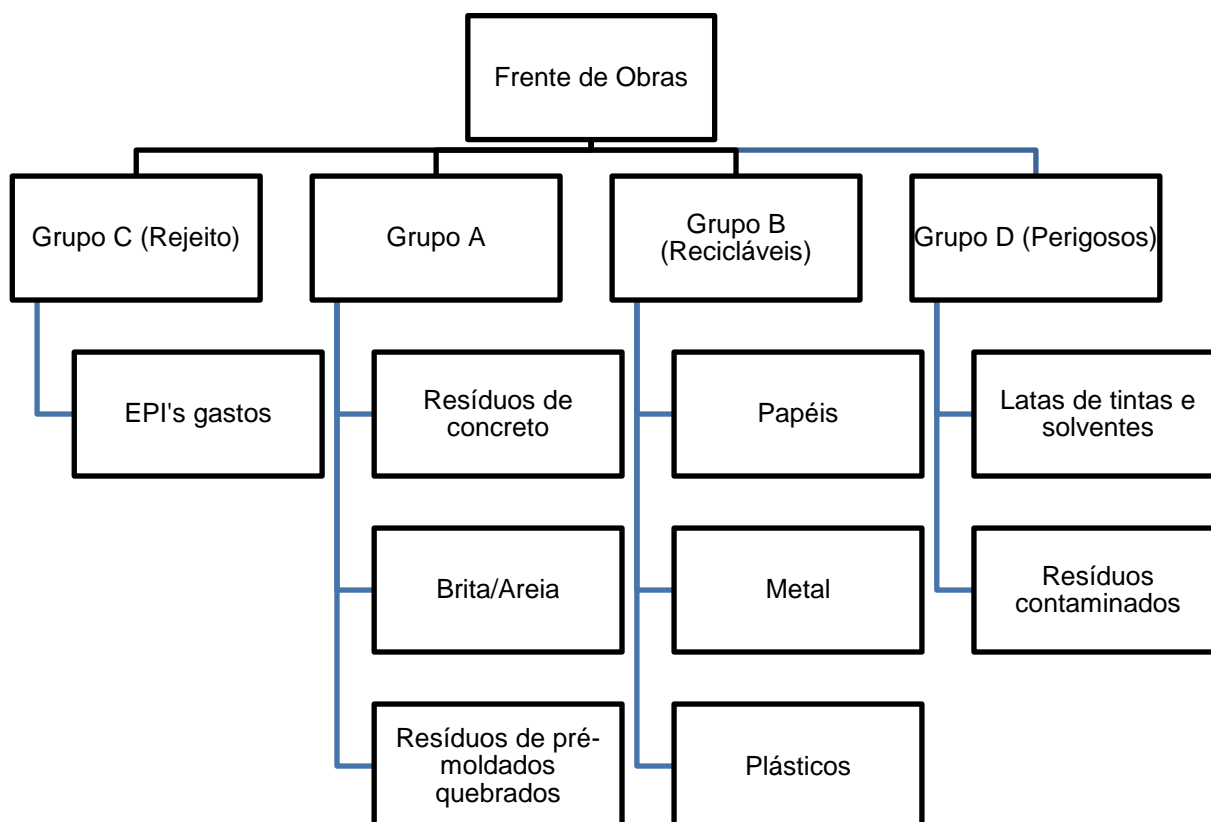 Frente de Obras
Grupo C (Rejeito)
Grupo A
Grupo B
(Recicláveis)
Grupo D (Perigosos)
EPI's gastos
Resíduos de
concreto
Brita/Areia
Resíduos de pré-
moldados
quebrados
Papéis
Metal
Plásticos
Latas de tintas e
solventes
Resíduos
contaminados